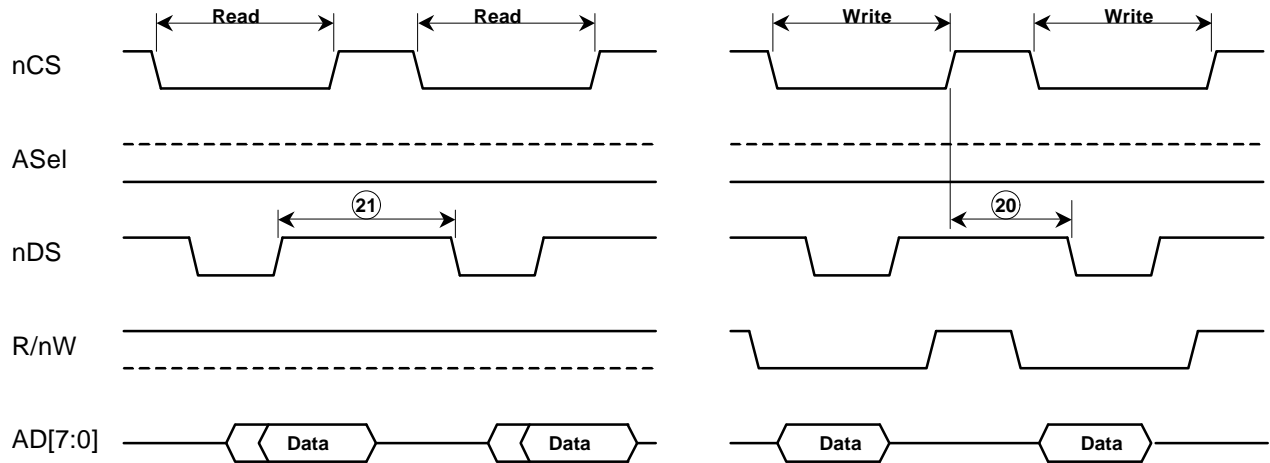 Read Read Write Write
nCS
ASel
21 20
nDS
R/nW
AD[7:0] Data Data Data Data